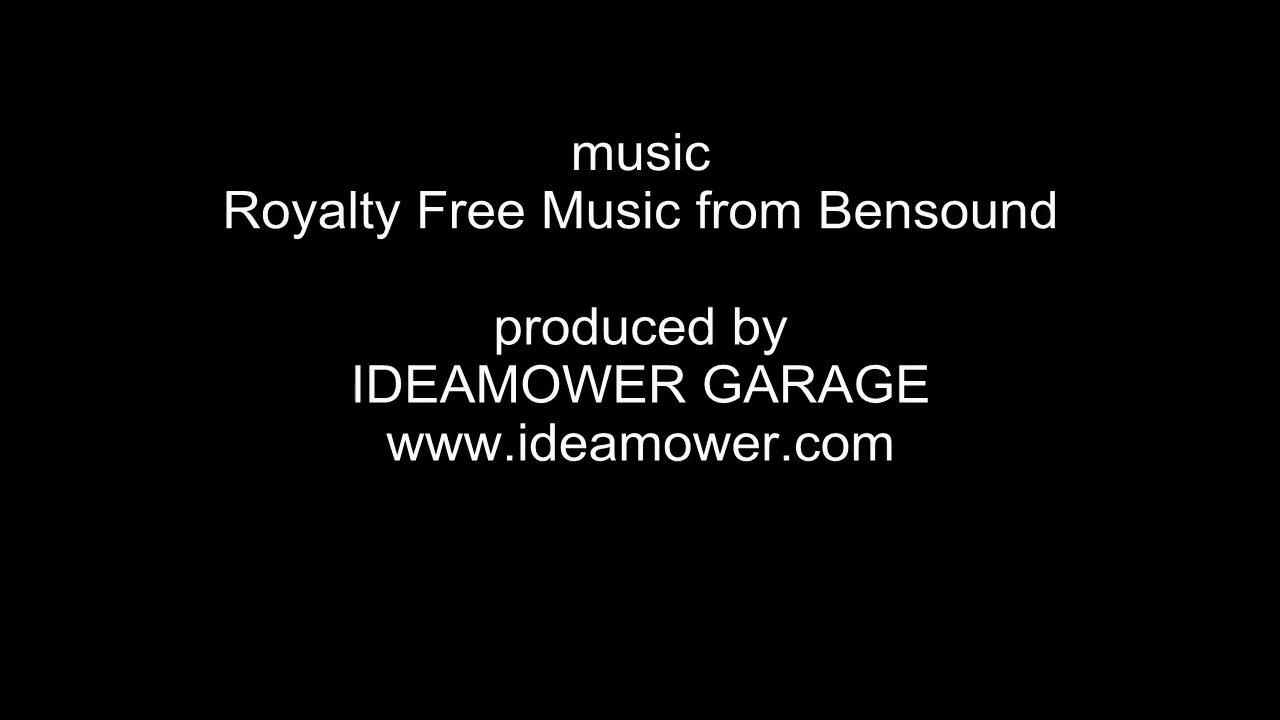 music
Royalty Free Music from Bensound
produced by
IDEAMOWER GARAGE
www.ideamower.com